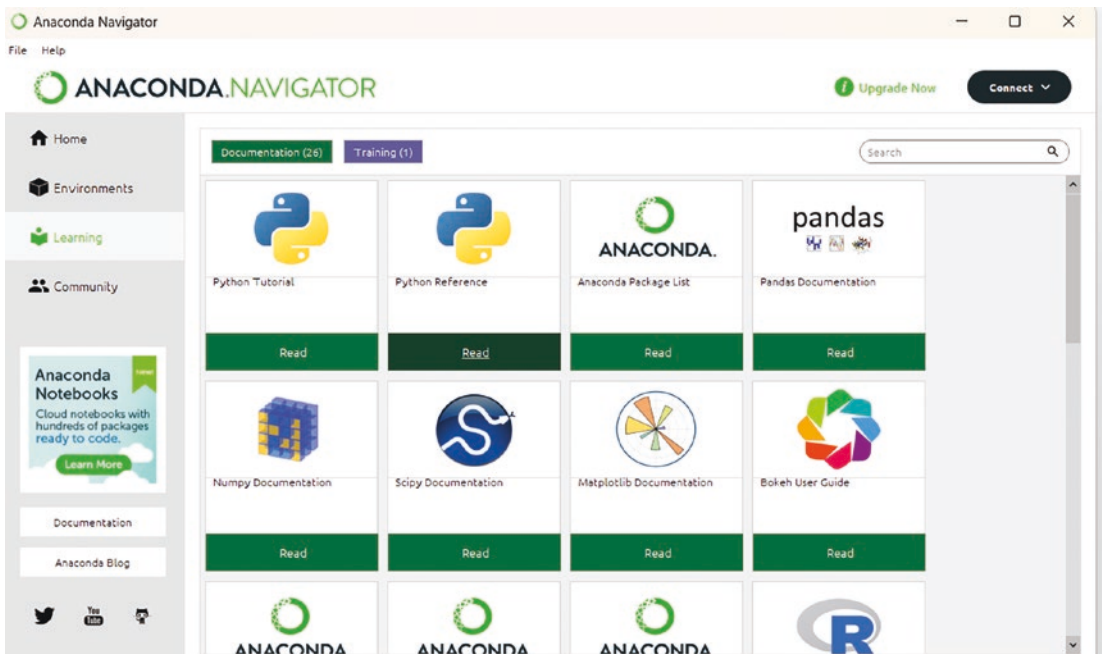 Anaconda Navigator
File Help
ANACONDA.NAVIGATOR
Upgrade Now
Connect
Home
Environments
Learning
Community
Documentation (26)
Training (1)
Search
ANACONDA.
pandas
Python Tutorial
Python Reference
Anaconda Package List
Pandas Documentation
Read
Read
Read
Read
Numpy Documentation
Scipy Documentation
Matplotlib Documentation
Bokeh User Guide
Read
Read
Read
Read
ANACONDA
ANACONDA
ANACONDA
R
New!
Anaconda
Notebooks
Cloud notebooks with
hundreds of packages
ready to code.
Learn More
Documentation
Anaconda Blog
You
Tube